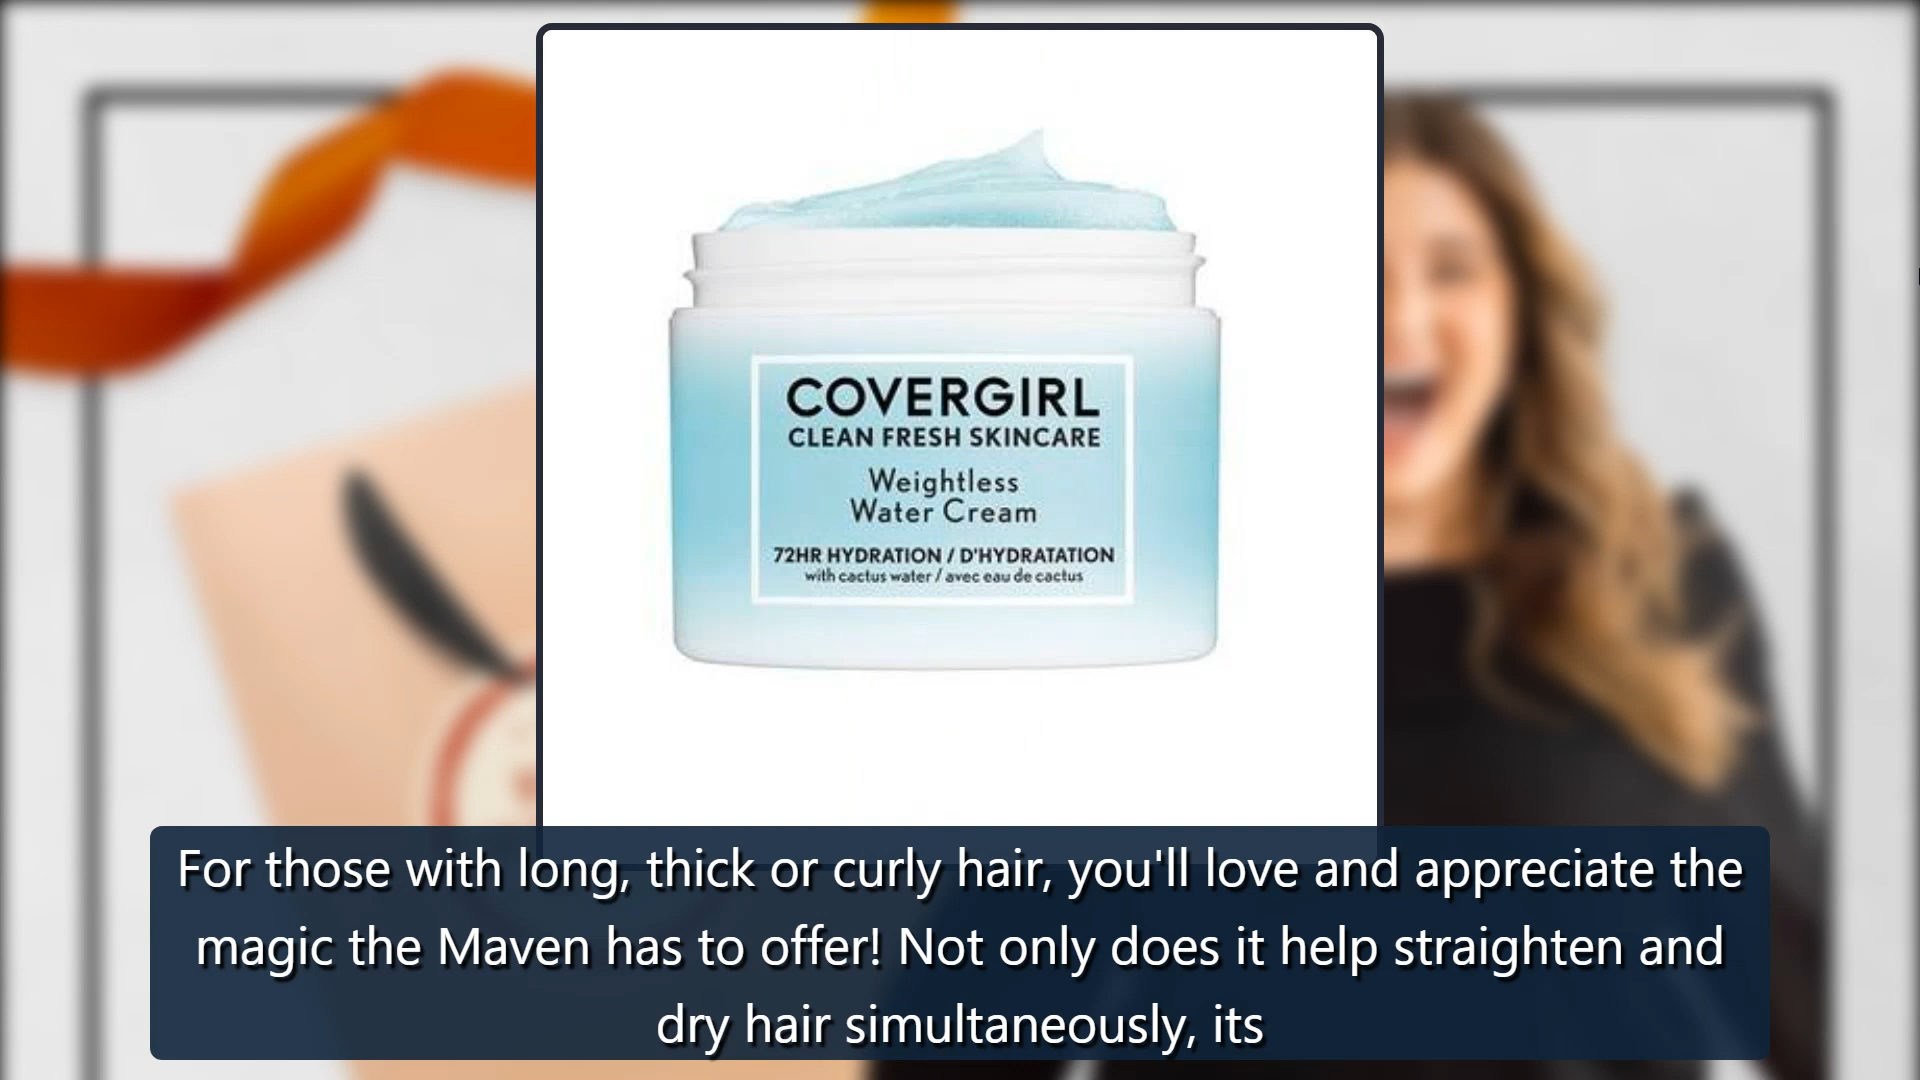 COVERGIRL
CLEAN FRESH SKINCARE
Weightless
Water Cream
72HR HYDRATION / D'HYDRATATION
with cactus water / avec eau de cactus
For those with long, thick or curly hair, you'll love and appreciate the
magic the Maven has to offer! Not only does it help straighten and
dry hair simultaneously, its